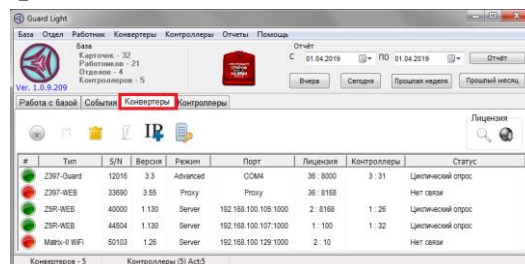 Guard Light
База Отдел Работник Конвертеры Контроллеры Отчеты Помощь
База
Карточек - 32
Работников - 21
Отделов - 4
Контроллеров - 5
Ver. 1.0.9.209
Отчёт
С 01.04.2019 ПО 01.04.2019 Отчёт
Вчера Сегодня Прошлая неделя Прошлый месяц
Работа с базой События Конвертеры Контроллеры
IP
Лицензия
# Тип S/N Версия Режим Порт Лицензия Контроллеры Статус
Z397-Guard 12016 3.3 Advanced COM4 36 : 8000 3 : 31 Циклический опрос
Z397-WEB 33690 3.55 Proxy Proxy 36 : 8168 Нет связи
Z5R-WEB 40000 1.130 Server 192.168.100.105:1000 2 : 8168 1 : 26 Циклический опрос
Z5R-WEB 44504 1.130 Server 192.168.100.107:1000 1 : 100 1 : 32 Циклический опрос
Matrix-II WiFi 50103 1.26 Server 192.168.100.129:1000 2 : 10 Нет связи
Конвертеров - 5 Контроллеры (5) Act:5